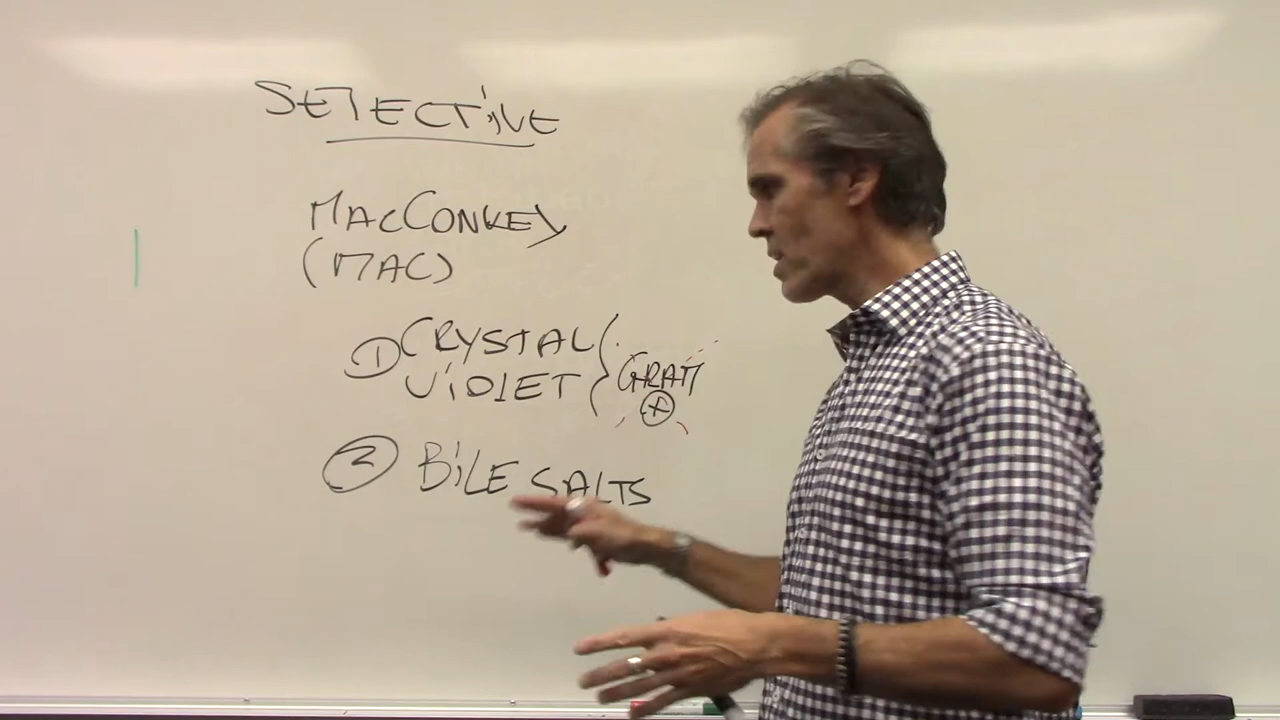 SELECTIVE
MACCONKEY
(MAC)
① CRYSTAL
VIOLET
GRAM
+
② BILE SALTS